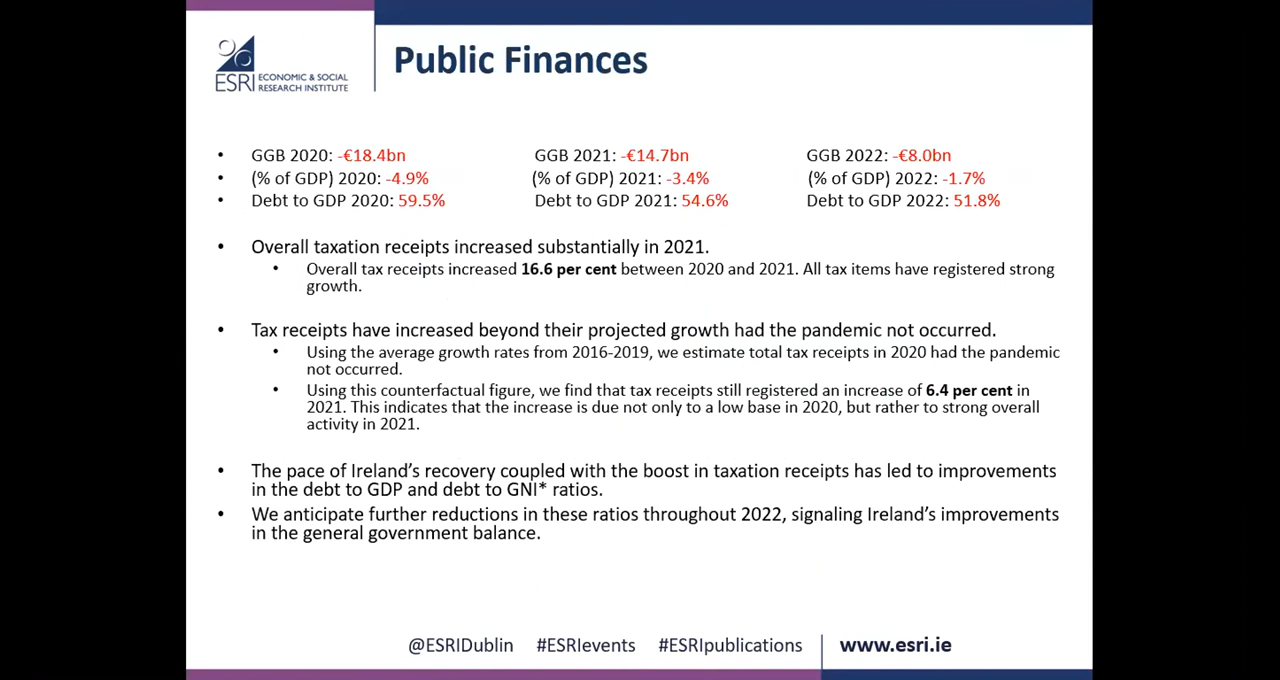 ESRI
ECONOMIC & SOCIAL
RESEARCH INSTITUTE
Public Finances
• GGB 2020: -€18.4bn GGB 2021: -€14.7bn GGB 2022: -€8.0bn
• (% of GDP) 2020: -4.9% (% of GDP) 2021: -3.4% (% of GDP) 2022: -1.7%
• Debt to GDP 2020: 59.5% Debt to GDP 2021: 54.6% Debt to GDP 2022: 51.8%
• Overall taxation receipts increased substantially in 2021.
• Overall tax receipts increased 16.6 per cent between 2020 and 2021. All tax items have registered strong
growth.
• Tax receipts have increased beyond their projected growth had the pandemic not occurred.
• Using the average growth rates from 2016-2019, we estimate total tax receipts in 2020 had the pandemic
not occurred.
• Using this counterfactual figure, we find that tax receipts still registered an increase of 6.4 per cent in
2021. This indicates that the increase is due not only to a low base in 2020, but rather to strong overall
activity in 2021.
• The pace of Ireland's recovery coupled with the boost in taxation receipts has led to improvements
in the debt to GDP and debt to GNI* ratios.
• We anticipate further reductions in these ratios throughout 2022, signaling Ireland's improvements
in the general government balance.
@ESRIDublin #ESRIevents #ESRIpublications www.esri.ie